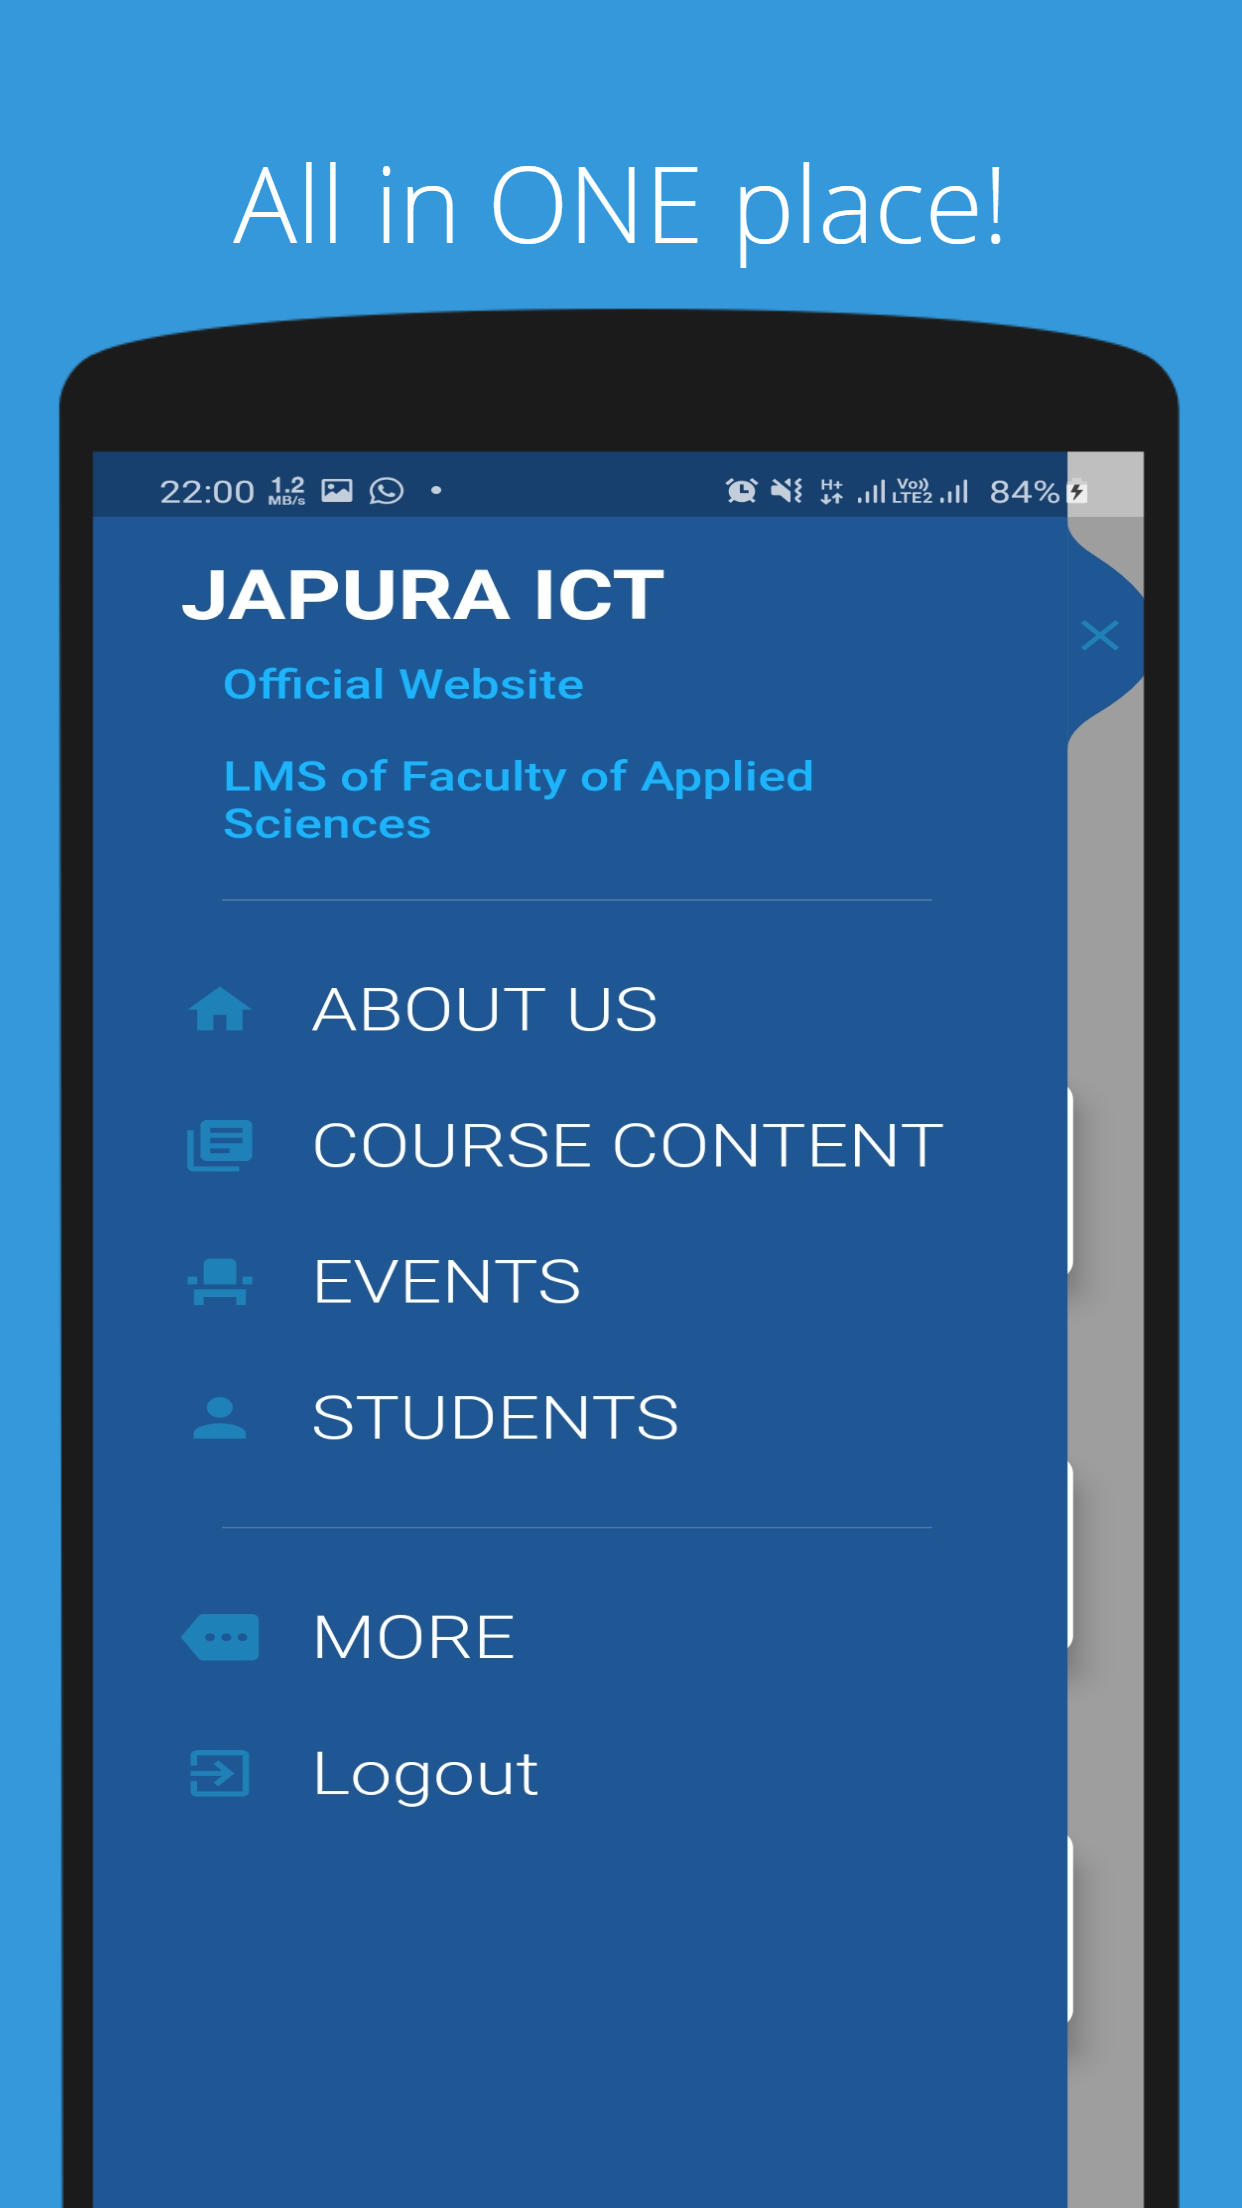 All in ONE place!
22:00 1.2 MB/s H+ Vo)) LTE2 84%
JAPURA ICT
Official Website
LMS of Faculty of Applied
Sciences
ABOUT US
COURSE CONTENT
EVENTS
STUDENTS
MORE
Logout